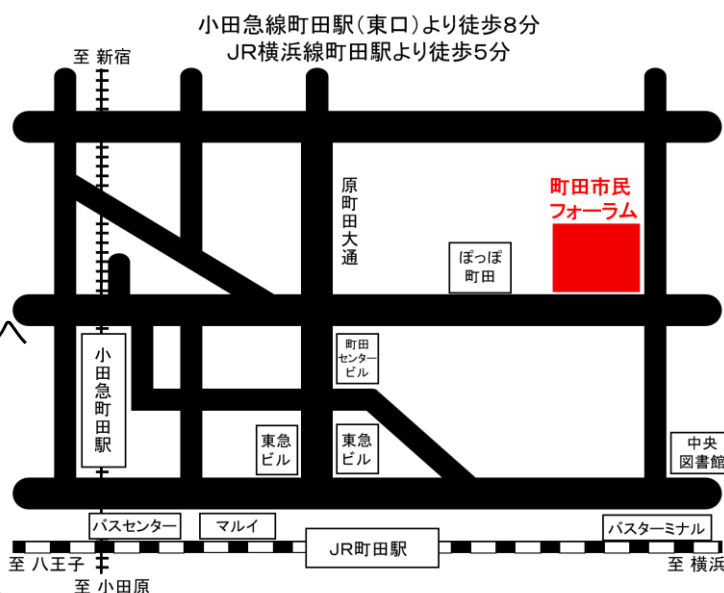 小田急線町田駅(東口)より徒歩8分
JR横浜線町田駅より徒歩5分
至 新宿
原町田大通
町田市民
フォーラム
ぽっぽ
町田
へ
小田急町田駅
町田
センター
ビル
東急
ビル
東急
ビル
中央
図書館
バスセンター
マルイ
JR町田駅
バスターミナル
至 八王子
至 横浜
至 小田原